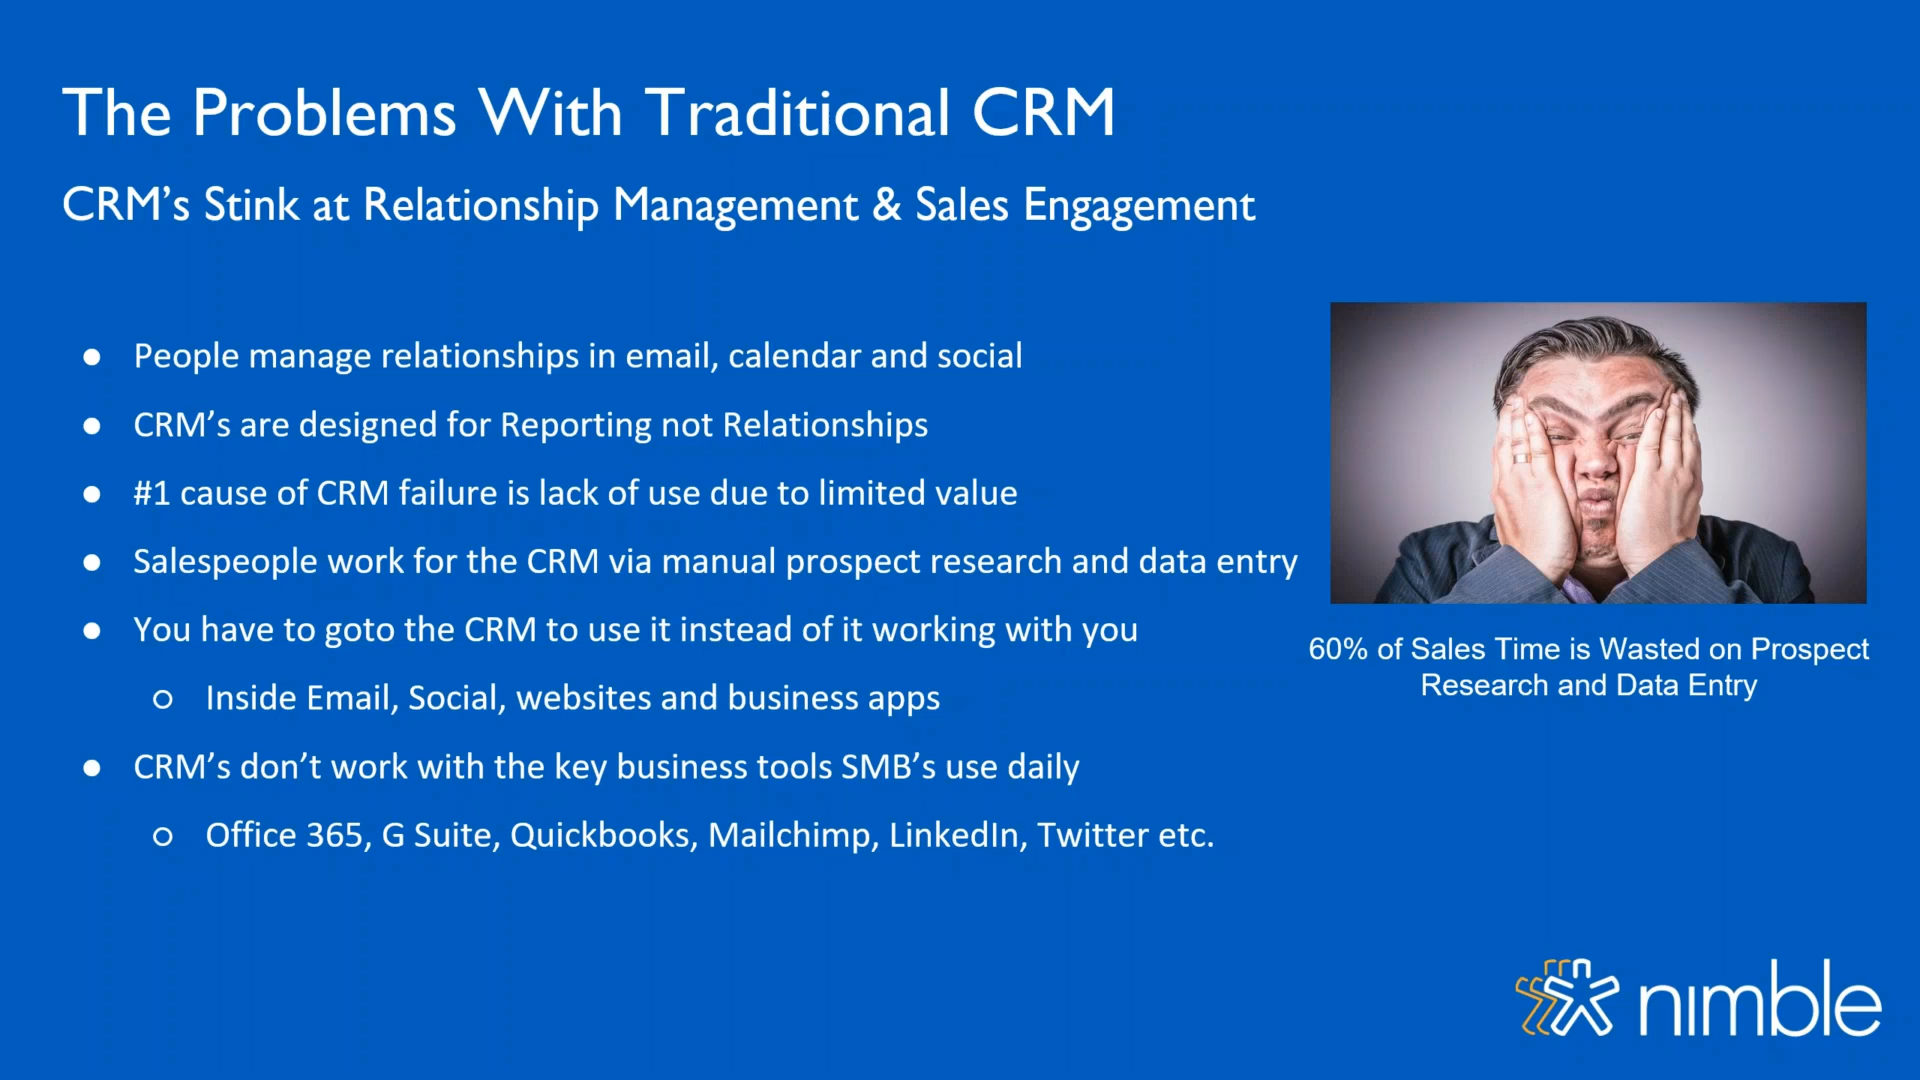 The Problems With Traditional CRM
CRM’s Stink at Relationship Management & Sales Engagement
● People manage relationships in email, calendar and social
● CRM’s are designed for Reporting not Relationships
● #1 cause of CRM failure is lack of use due to limited value
● Salespeople work for the CRM via manual prospect research and data entry
● You have to goto the CRM to use it instead of it working with you
○ Inside Email, Social, websites and business apps
● CRM’s don’t work with the key business tools SMB’s use daily
○ Office 365, G Suite, Quickbooks, Mailchimp, LinkedIn, Twitter etc.
60% of Sales Time is Wasted on Prospect
Research and Data Entry
nimble